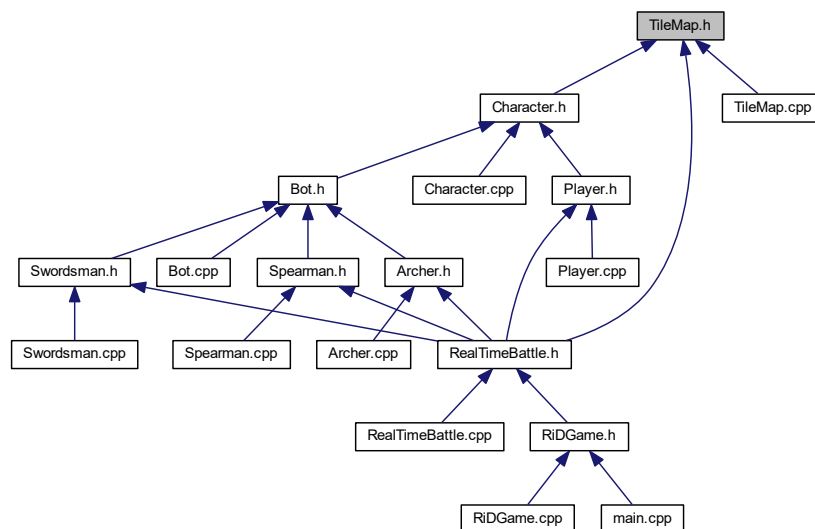 TileMap.h
Character.h
TileMap.cpp
Bot.h
Character.cpp
Player.h
Swordsman.h
Bot.cpp
Spearman.h
Archer.h
Player.cpp
Swordsman.cpp
Spearman.cpp
Archer.cpp
RealTimeBattle.h
RealTimeBattle.cpp
RiDGame.h
RiDGame.cpp
main.cpp